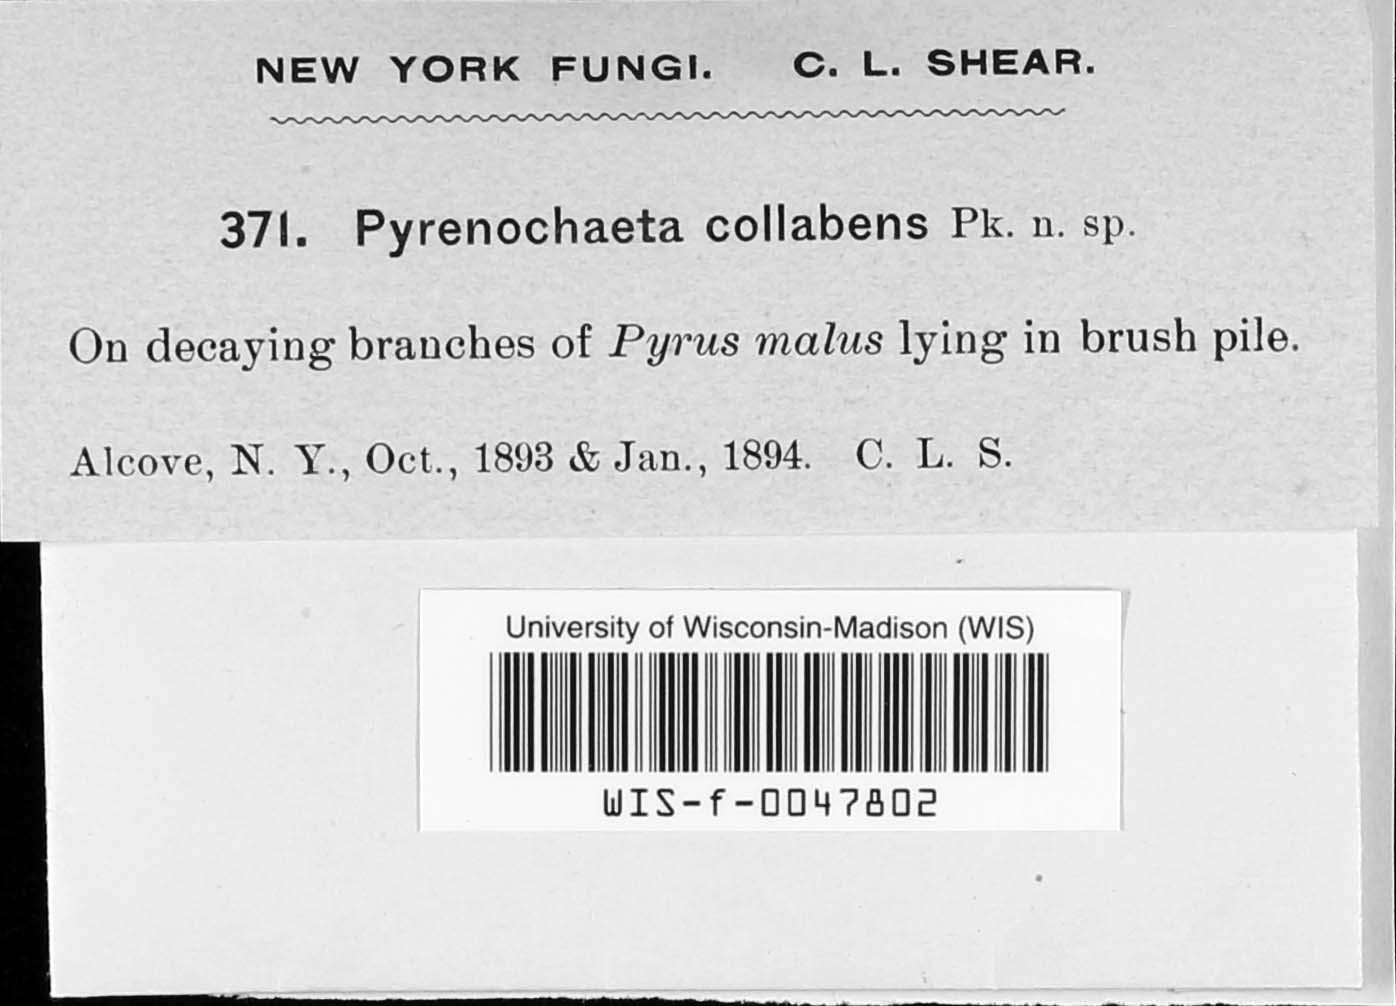 NEW YORK FUNGI. C. L. SHEAR.
371. Pyrenochaeta collabens Pk. n. sp.
On decaying branches of Pyrus malus lying in brush pile.
Alcove, N. Y., Oct., 1893 & Jan., 1894. C. L. S.
University of Wisconsin-Madison (WIS)
WIS-f-0047802